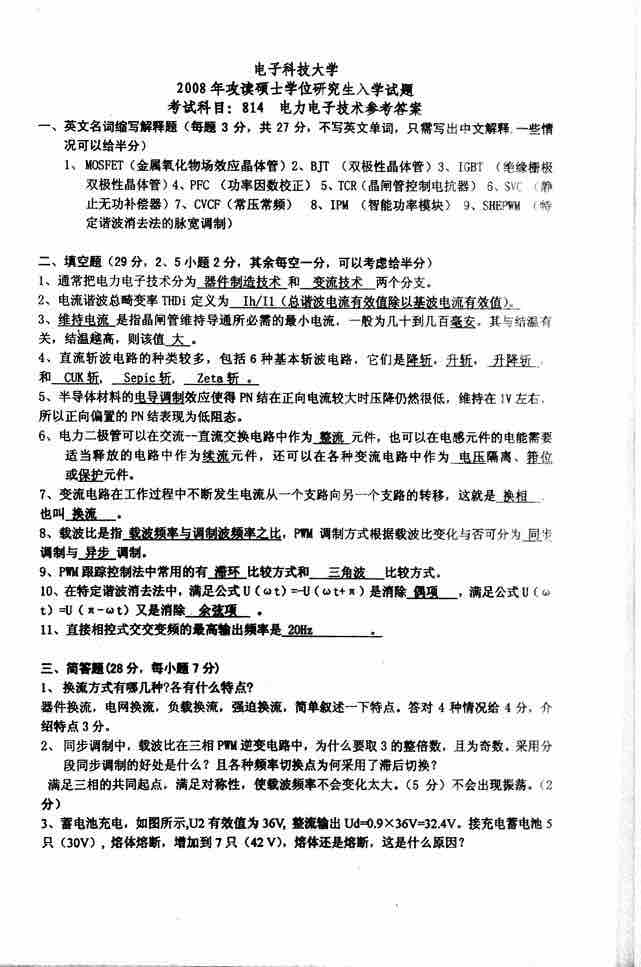 电子科技大学
2008 年攻读硕士学位研究生入学试题
考试科目：814 电力电子技术参考答案
一、英文名词缩写解释题（每题 3 分，共 27 分，不写英文单词，只需写出中文解释.一些情
况可以给半分）
1、MOSFET（金属氧化物场效应晶体管）2、BJT （双极性晶体管）3、IGBT （绝缘栅极
双极性晶体管）4、PFC （功率因数校正） 5、TCR（晶闸管控制电抗器） 6、SVC （静
止无功补偿器）7、CVCF（常压常频） 8、IPM （智能功率模块） 9、SHEPWM （特
定谐波消去法的脉宽调制）
二、填空题（29 分，2、5 小题 2 分，其余每空一分，可以考虑给半分）
1、通常把电力电子技术分为 器件制造技术 和 变流技术 两个分支。
2、电流谐波总畸变率 THDi 定义为 Ih/I1（总谐波电流有效值除以基波电流有效值）。
3、维持电流 是指晶闸管维持导通所必需的最小电流，一般为几十到几百毫安，其与结温有
关，结温越高，则该值 大 。
4、直流斩波电路的种类较多，包括 6 种基本斩波电路，它们是降斩，升斩， 升降斩 ，
和 CUK 斩， Sepic 斩， Zeta 斩 。
5、半导体材料的电导调制效应使得 PN 结在正向电流较大时压降仍然很低，维持在 1V 左右，
所以正向偏置的 PN 结表现为低阻态。
6、电力二极管可以在交流--直流交换电路中作为 整流 元件，也可以在电感元件的电能需要
适当释放的电路中作为续流元件，还可以在各种变流电路中作为 电压隔离、箝位
或保护元件。
7、变流电路在工作过程中不断发生电流从一个支路向另一个支路的转移，这就是 换相 ，
也叫 换流 。
8、载波比是指 载波频率与调制波频率之比，PWM 调制方式根据载波比变化与否可分为 同步
调制与 异步 调制。
9、PWM 跟踪控制法中常用的有 滞环 比较方式和 三角波 比较方式。
10、在特定谐波消去法中，满足公式 U（ωt）=-U（ωt+π）是消除 偶项 ，满足公式 U（ω
t）=U（π-ωt）又是消除 余弦项 。
11、直接相控式交交变频的最高输出频率是 20Hz 。
三、简答题(28 分，每小题 7 分)
1、 换流方式有哪几种?各有什么特点?
器件换流，电网换流，负载换流，强迫换流，简单叙述一下特点。答对 4 种情况给 4 分，介
绍特点 3 分。
2、 同步调制中，载波比在三相 PWM 逆变电路中，为什么要取 3 的整倍数，且为奇数。采用分
段同步调制的好处是什么？且各种频率切换点为何采用了滞后切换？
满足三相的共同起点，满足对称性，使载波频率不会变化太大。（5 分）不会出现振荡。（2
分）
3、蓄电池充电，如图所示,U2 有效值为 36V, 整流输出 Ud=0.9×36V=32.4V。接充电蓄电池 5
只（30V）, 熔体熔断，增加到 7 只（42 V），熔体还是熔断，这是什么原因？